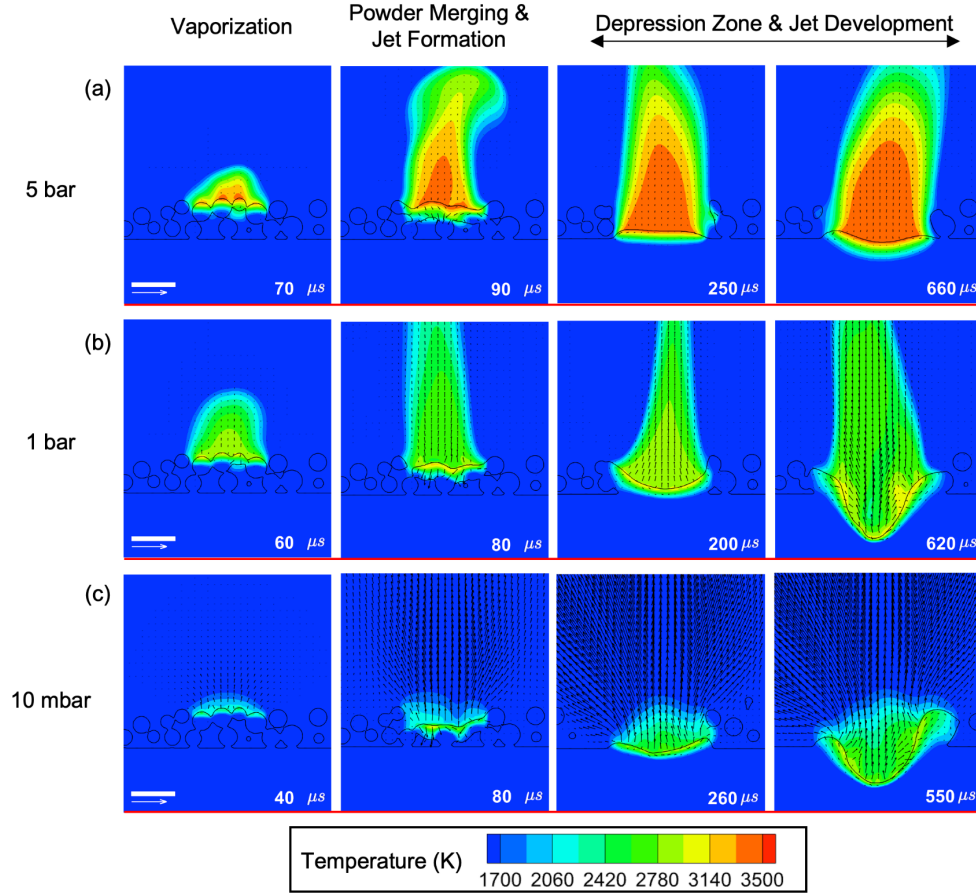 Vaporization
Powder Merging &
Jet Formation
Depression Zone & Jet Development
(a)
5 bar
70 μs
90 μs
250 μs
660 μs
(b)
1 bar
60 μs
80 μs
200 μs
620 μs
(c)
10 mbar
40 μs
80 μs
260 μs
550 μs
Temperature (K)
1700 2060 2420 2780 3140 3500